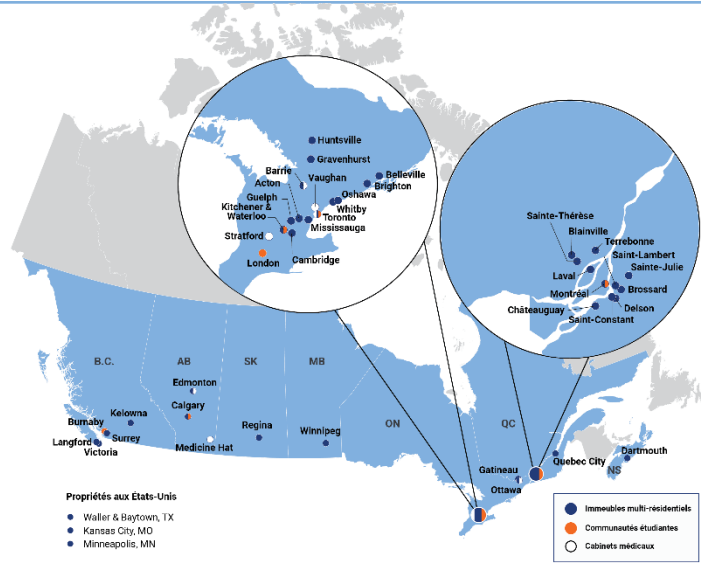 Huntsville
Gravenhurst
Barrie
Vaughan
Belleville
Acton
Brighton
Guelph
Oshawa
Kitchener &
Waterloo
Whitby
Toronto
Stratford
Mississauga
London
Cambridge
Sainte-Thérèse
Blainville
Terrebonne
Saint-Lambert
Sainte-Julie
Laval
Montréal
Brossard
Châteauguay
Delson
Saint-Constant
B.C.
AB
SK
MB
ON
QC
NS
Edmonton
Calgary
Kelowna
Burnaby
Surrey
Langford
Victoria
Medicine Hat
Regina
Winnipeg
Gatineau
Ottawa
Quebec City
Dartmouth
Propriétés aux États-Unis
Waller & Baytown, TX
Kansas City, MO
Minneapolis, MN
Immeubles multi-résidentiels
Communautés étudiantes
Cabinets médicaux